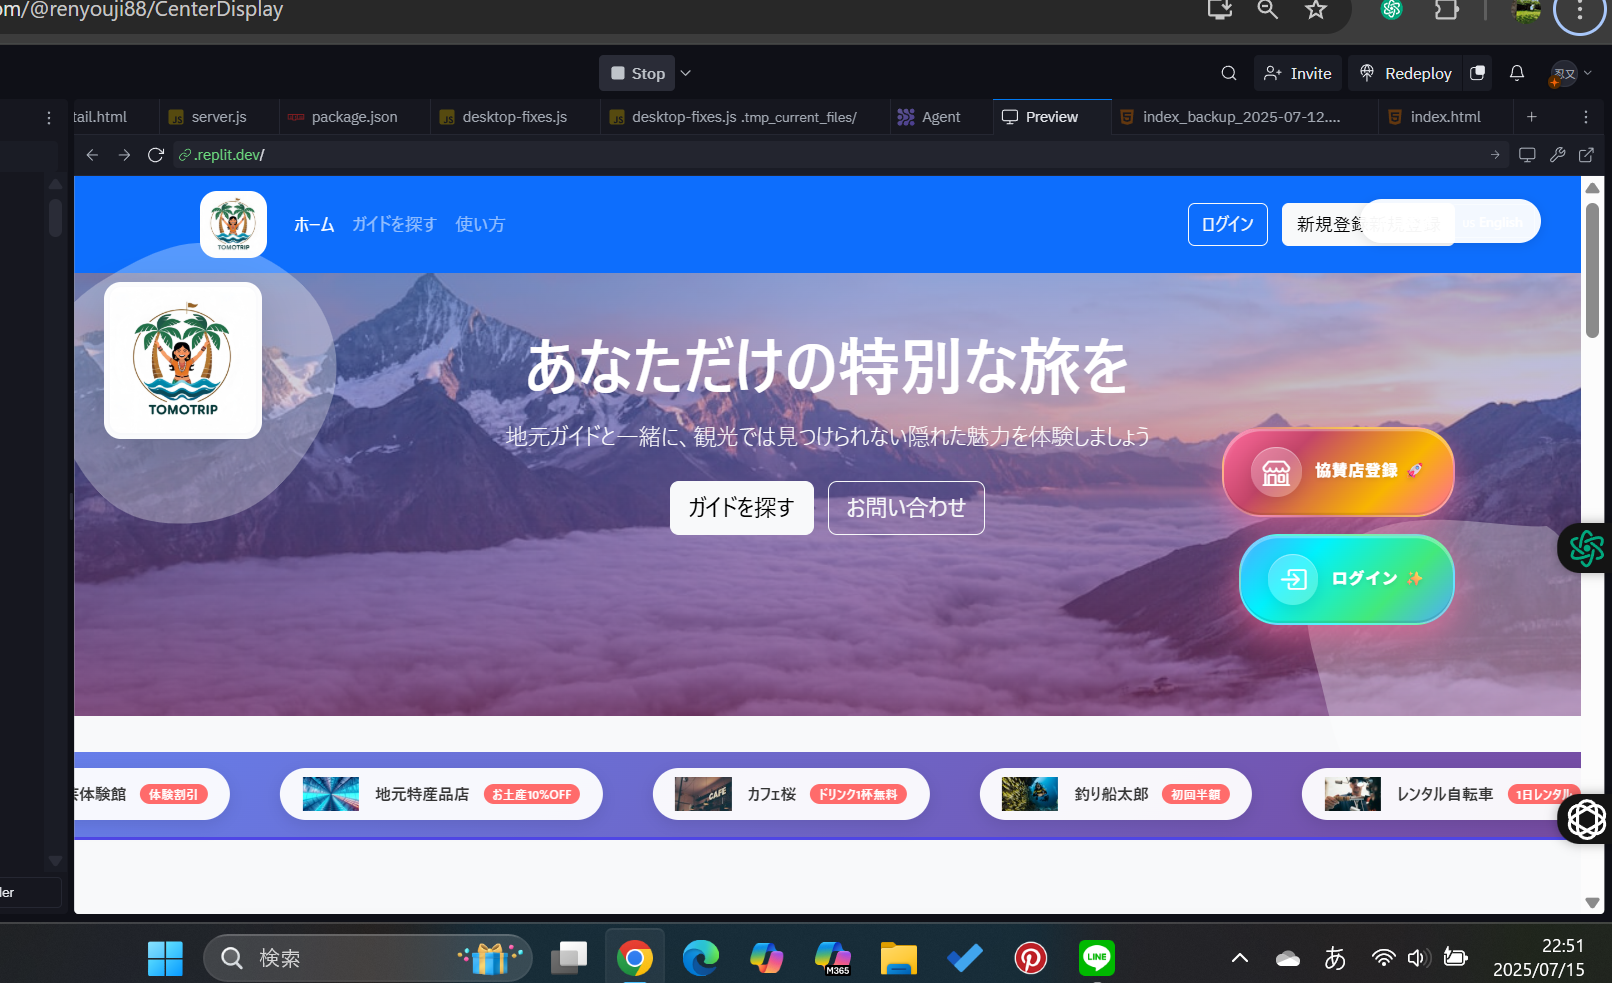 om/@renyouji88/CenterDisplay
Stop
Invite
Redeploy
忍又
tail.html
server.js
package.json
desktop-fixes.js
desktop-fixes.js .tmp_current_files/
Agent
Preview
index_backup_2025-07-12....
index.html
.replit.dev/
TOMOTRIP
ホーム
ガイドを探す
使い方
ログイン
新規登録
us English
TOMOTRIP
あなただけの特別な旅を
地元ガイドと一緒に、観光では見つけられない隠れた魅力を体験しましょう
ガイドを探す
お問い合わせ
協賛店登録 🚀
ログイン ✨
体験館
体験割引
地元特産品店
お土産10%OFF
CAFE
カフェ桜
ドリンク1杯無料
釣り船太郎
初回半額
レンタル自転車
1日レンタル
ler
検索
M365
LINE
あ
22:51
2025/07/15